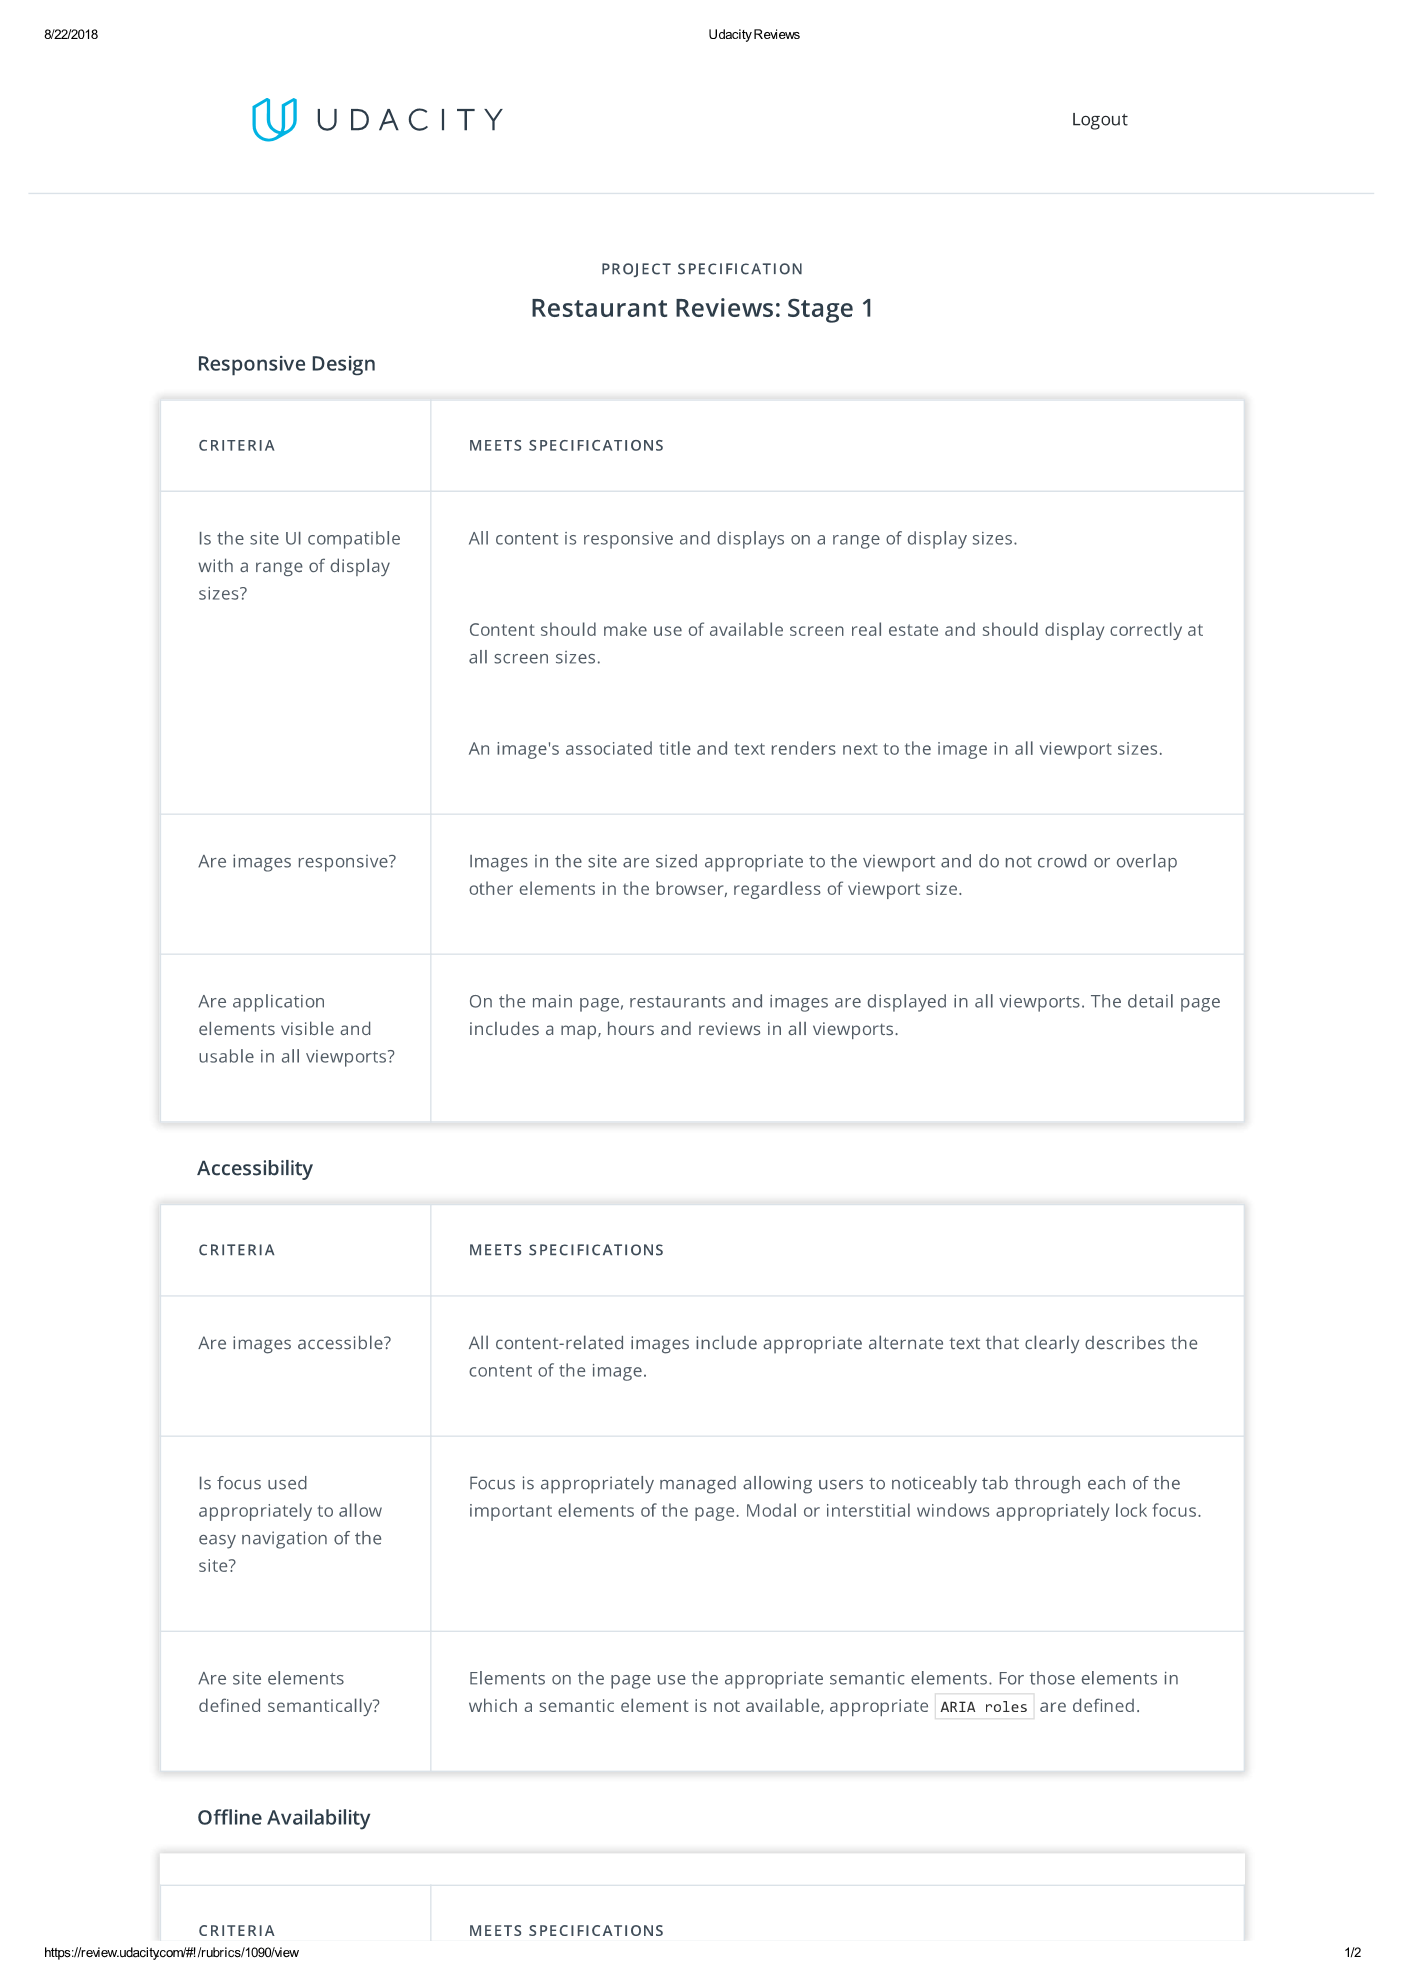 8/22/2018
Udacity Reviews
UDACITY
Logout
PROJECT SPECIFICATION
Restaurant Reviews: Stage 1
Responsive Design
CRITERIA
MEETS SPECIFICATIONS
Is the site UI compatible
with a range of display
sizes?
All content is responsive and displays on a range of display sizes.
Content should make use of available screen real estate and should display correctly at
all screen sizes.
An image's associated title and text renders next to the image in all viewport sizes.
Are images responsive?
Images in the site are sized appropriate to the viewport and do not crowd or overlap
other elements in the browser, regardless of viewport size.
Are application
elements visible and
usable in all viewports?
On the main page, restaurants and images are displayed in all viewports. The detail page
includes a map, hours and reviews in all viewports.
Accessibility
CRITERIA
MEETS SPECIFICATIONS
Are images accessible?
All content-related images include appropriate alternate text that clearly describes the
content of the image.
Is focus used
appropriately to allow
easy navigation of the
site?
Focus is appropriately managed allowing users to noticeably tab through each of the
important elements of the page. Modal or interstitial windows appropriately lock focus.
Are site elements
defined semantically?
Elements on the page use the appropriate semantic elements. For those elements in
which a semantic element is not available, appropriate ARIA roles are defined.
Offline Availability
CRITERIA
MEETS SPECIFICATIONS
https://review.udacity.com/#!/rubrics/1090/view
1/2